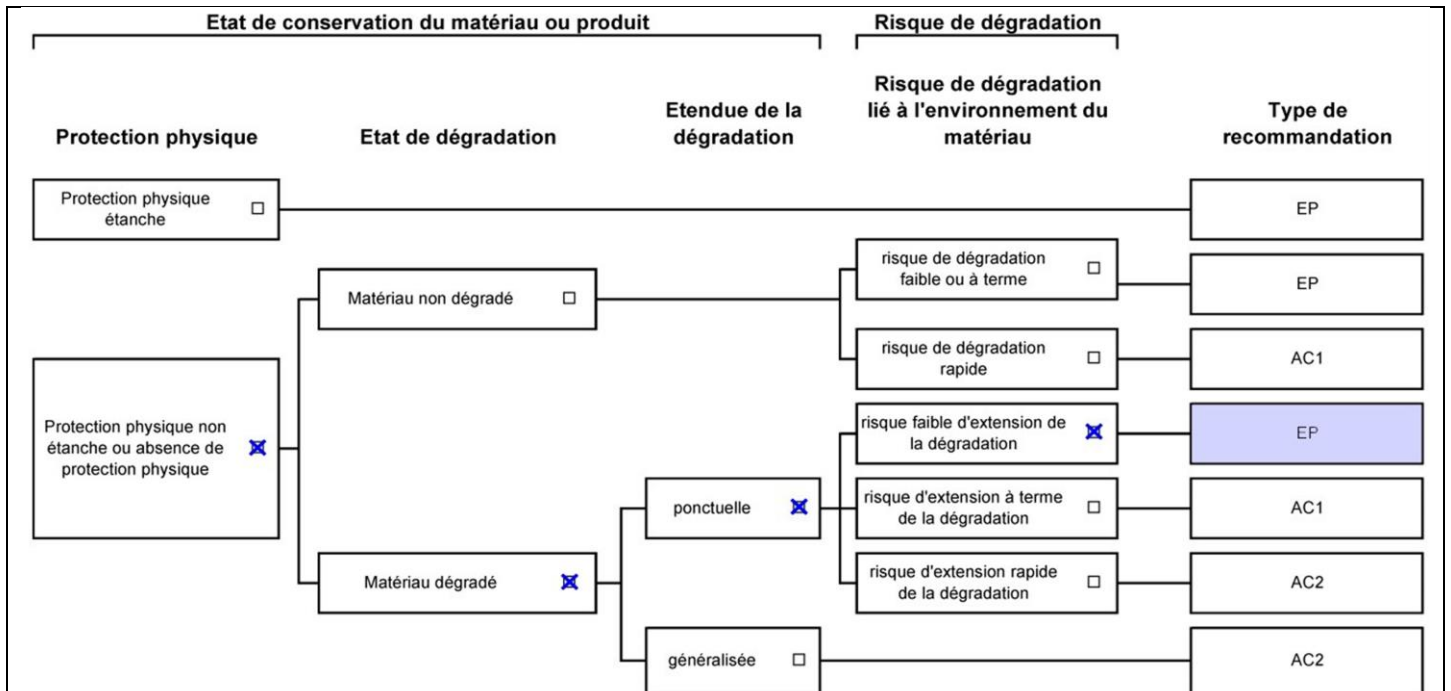 Etat de conservation du matériau ou produit
Risque de dégradation
Protection physique
Etat de dégradation
Etendue de la
dégradation
Risque de dégradation
lié à l'environnement du
matériau
Type de
recommandation
Protection physique
étanche
EP
Matériau non dégradé
risque de dégradation
faible ou à terme
EP
risque de dégradation
rapide
AC1
Protection physique non
étanche ou absence de
protection physique
risque faible d'extension de
la dégradation
EP
ponctuelle
risque d'extension à terme
de la dégradation
AC1
Matériau dégradé
risque d'extension rapide
de la dégradation
AC2
généralisée
AC2